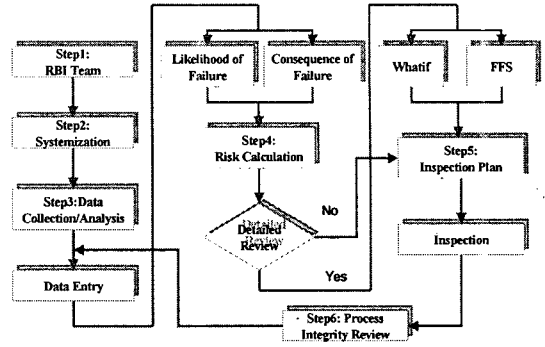 Step1:
RBI Team
Step2:
Systemization
Step3:Data
Collection/Analysis
Data Entry
Likelihood of
Failure
Consequence of
Failure
Step4:
Risk Calculation
Detailed
Review
No
Yes
Whatif
FFS
Step5:
Inspection Plan
Inspection
Step6: Process
Integrity Review